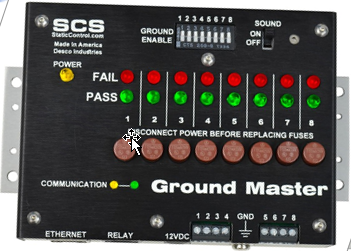 1 2 3 4 5 6 7 8
SCS
StaticControl.com
Made in America
Desco Industries
GROUND
ENABLE
SOUND
ON
OFF
POWER
FAIL
PASS
1 2 3 4 5 6 7 8
DISCONNECT POWER BEFORE REPLACING FUSES
COMMUNICATION
Ground Master
1 2 3 4 GND 5 6 7 8
ETHERNET RELAY 12VDC